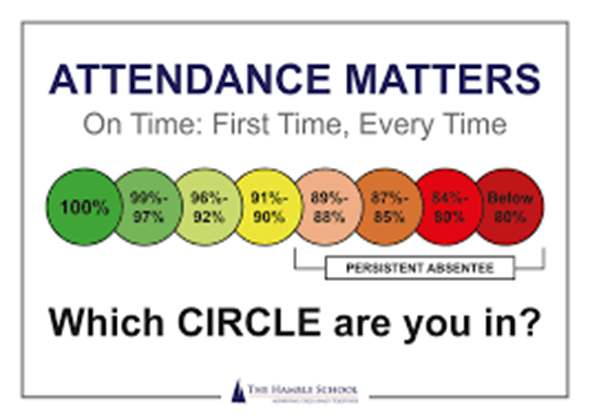 ATTENDANCE MATTERS
On Time: First Time, Every Time
100%
99%-
97%
96%-
92%
91%-
90%
89%-
88%
87%-
85%
84%-
80%
Below
80%
PERSISTENT ABSENTEE
Which CIRCLE are you in?
THE HAMBLE SCHOOL